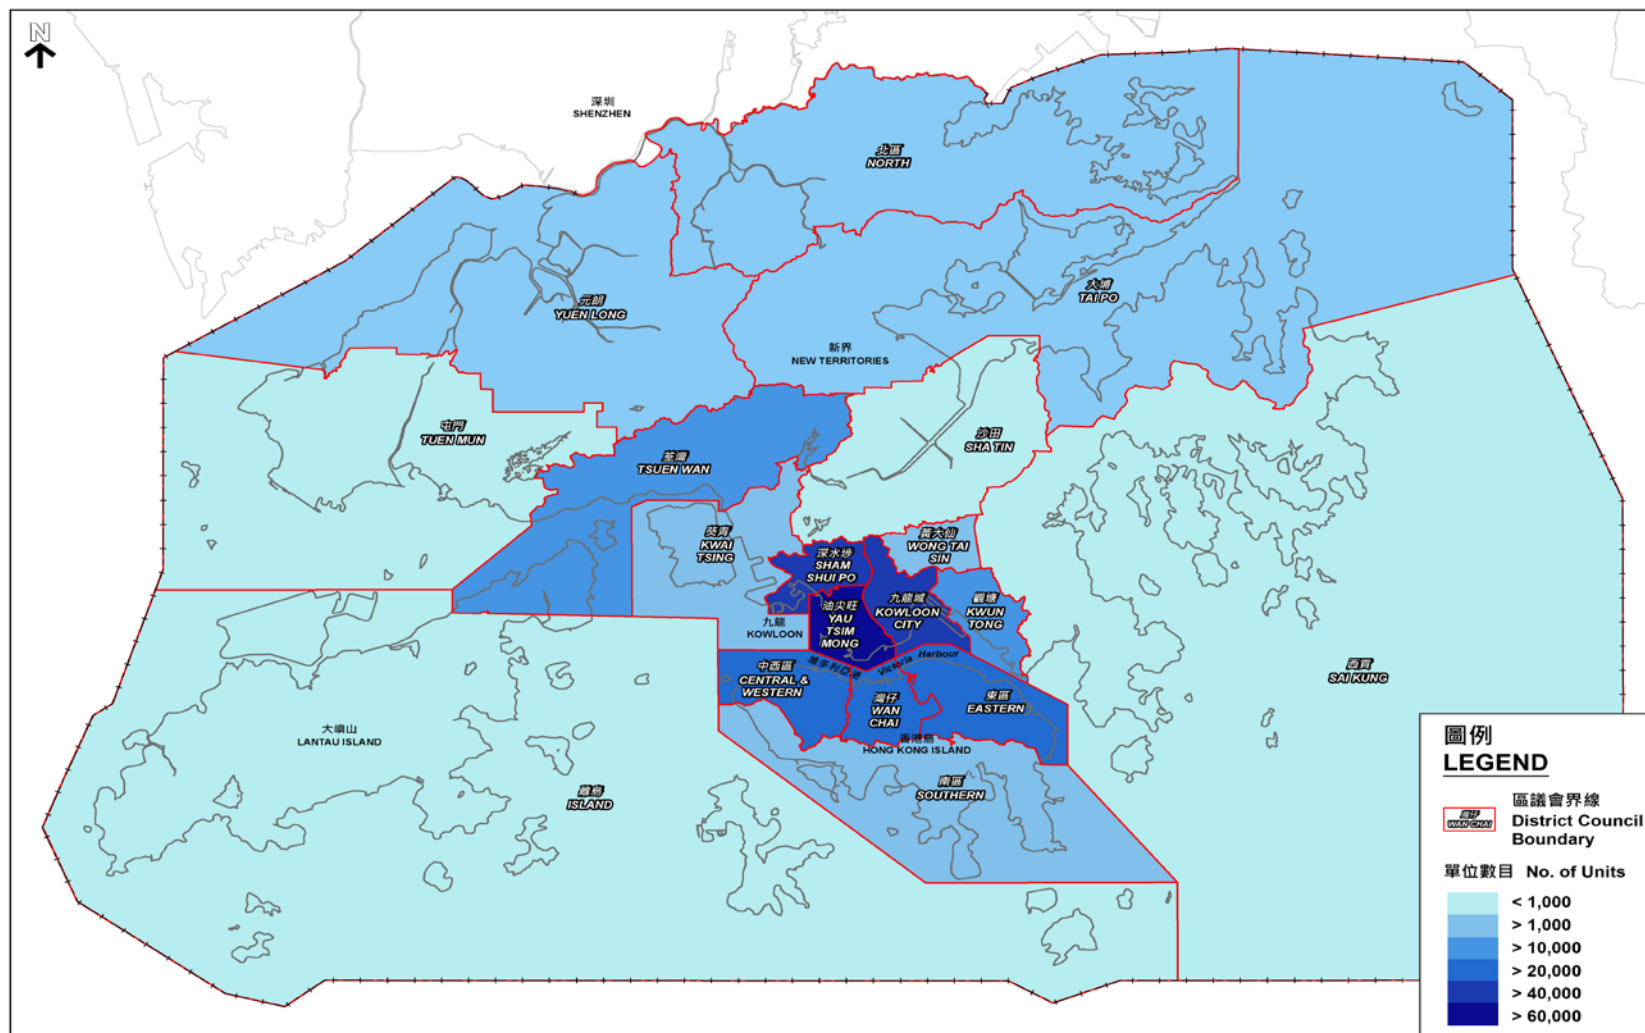 N
深圳
SHENZHEN
北區
NORTH
元朗
YUEN LONG
大埔
TAI PO
新界
NEW TERRITORIES
屯門
TUEN MUN
沙田
SHA TIN
荃灣
TSUEN WAN
葵青
KWAI
TSING
黃大仙
WONG TAI
SIN
深水埗
SHAM
SHUI PO
油尖旺
YAU
TSIM
MONG
九龍城
KOWLOON
CITY
觀塘
KWUN
TONG
九龍
KOWLOON
維多利亞港
Victoria Harbour
中西區
CENTRAL &
WESTERN
灣仔
WAN
CHAI
東區
EASTERN
西貢
SAI KUNG
香港島
HONG KONG ISLAND
大嶼山
LANTAU ISLAND
離島
ISLAND
南區
SOUTHERN
圖例
LEGEND
灣仔
WAN CHAI
區議會界線
District Council
Boundary
單位數目 No. of Units
< 1,000
> 1,000
> 10,000
> 20,000
> 40,000
> 60,000